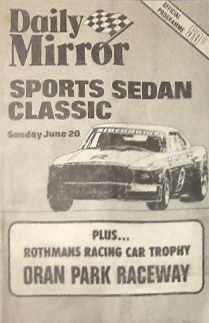 Daily
Mirror
OFFICIAL
PROGRAMME
SPORTS SEDAN
CLASSIC
Sunday June 20
PLUS...
ROTHMANS RACING CAR TROPHY
ORAN PARK RACEWAY